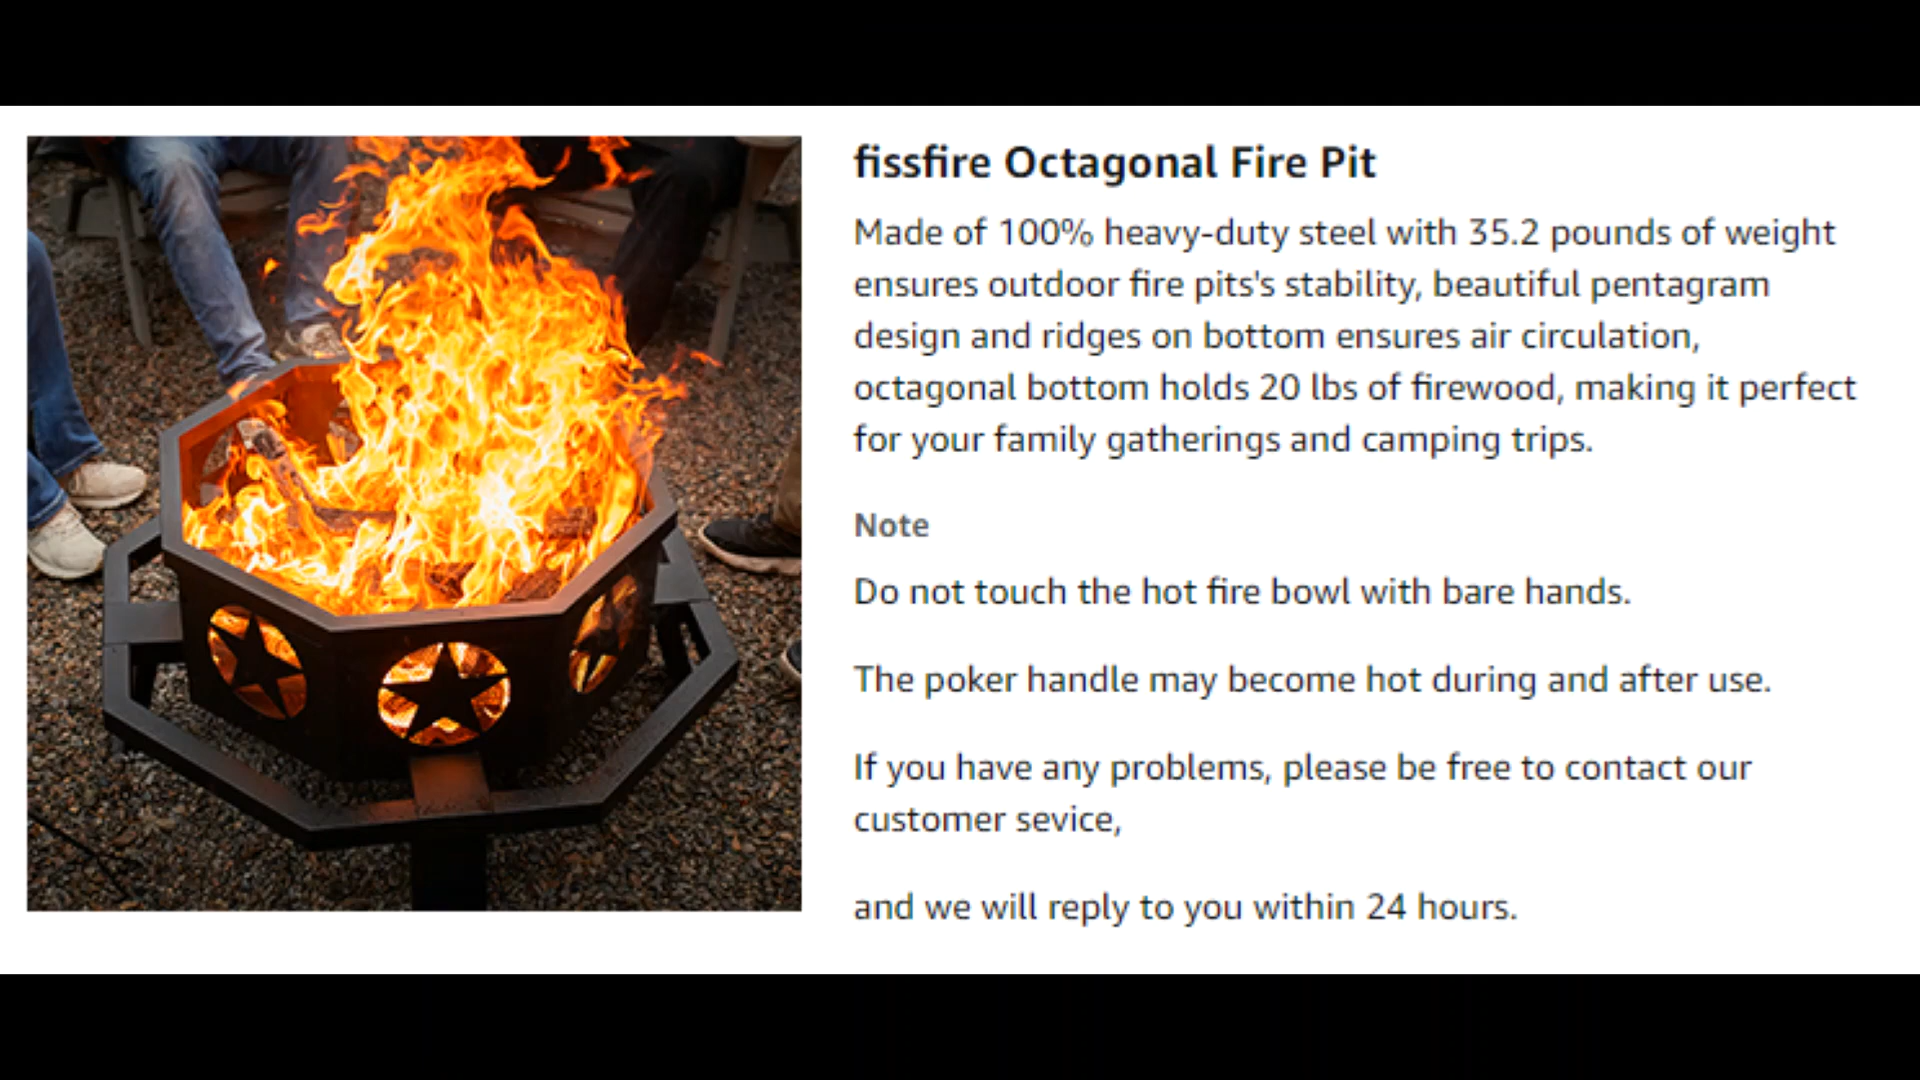 fissfire Octagonal Fire Pit
Made of 100% heavy-duty steel with 35.2 pounds of weight
ensures outdoor fire pits's stability, beautiful pentagram
design and ridges on bottom ensures air circulation,
octagonal bottom holds 20 lbs of firewood, making it perfect
for your family gatherings and camping trips.
Note
Do not touch the hot fire bowl with bare hands.
The poker handle may become hot during and after use.
If you have any problems, please be free to contact our
customer sevice,
and we will reply to you within 24 hours.